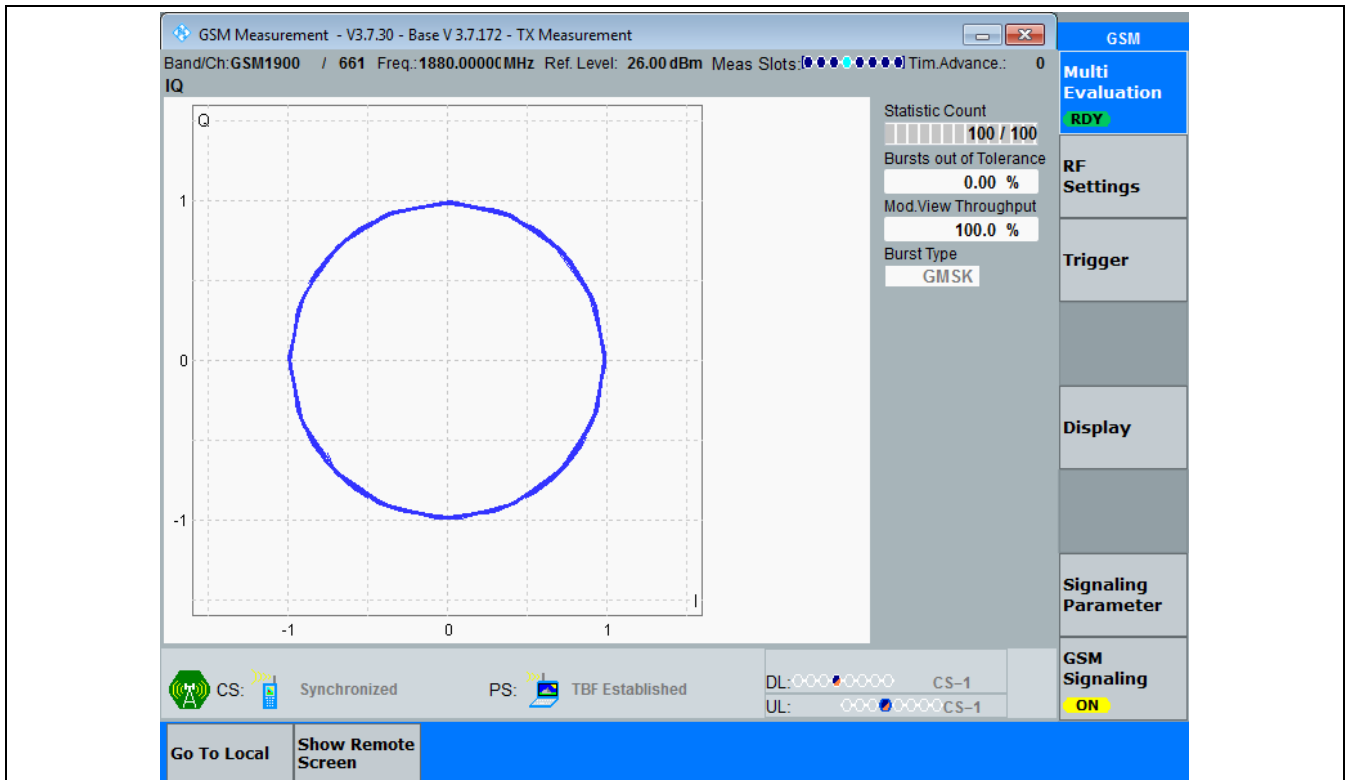 GSM Measurement - V3.7.30 - Base V 3.7.172 - TX Measurement
GSM
Band/Ch:GSM1900 / 661 Freq.:1880.00000 MHz Ref. Level: 26.00 dBm Meas Slots: Tim.Advance.: 0
IQ
Multi
Evaluation
RDY
Q
1
0
-1
I
-1 0 1
Statistic Count
100 / 100
Bursts out of Tolerance
0.00 %
Mod.View Throughput
100.0 %
Burst Type
GMSK
RF
Settings
Trigger
Display
Signaling
Parameter
GSM
Signaling
ON
CS: Synchronized PS: TBF Established
DL: CS-1
UL: CS-1
Go To Local
Show Remote
Screen